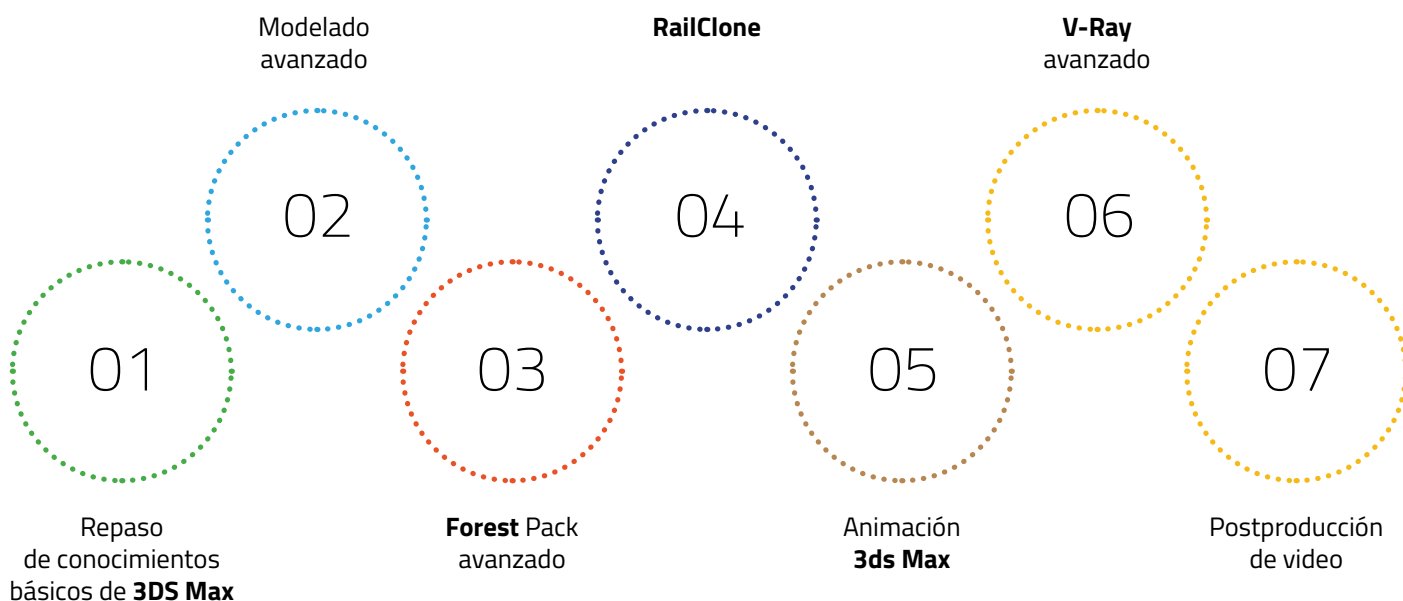 01
Repaso
de conocimientos
básicos de 3DS Max
Modelado
avanzado
02
03
Forest Pack
avanzado
RailClone
04
05
Animación
3ds Max
V-Ray
avanzado
06
07
Postproducción
de video